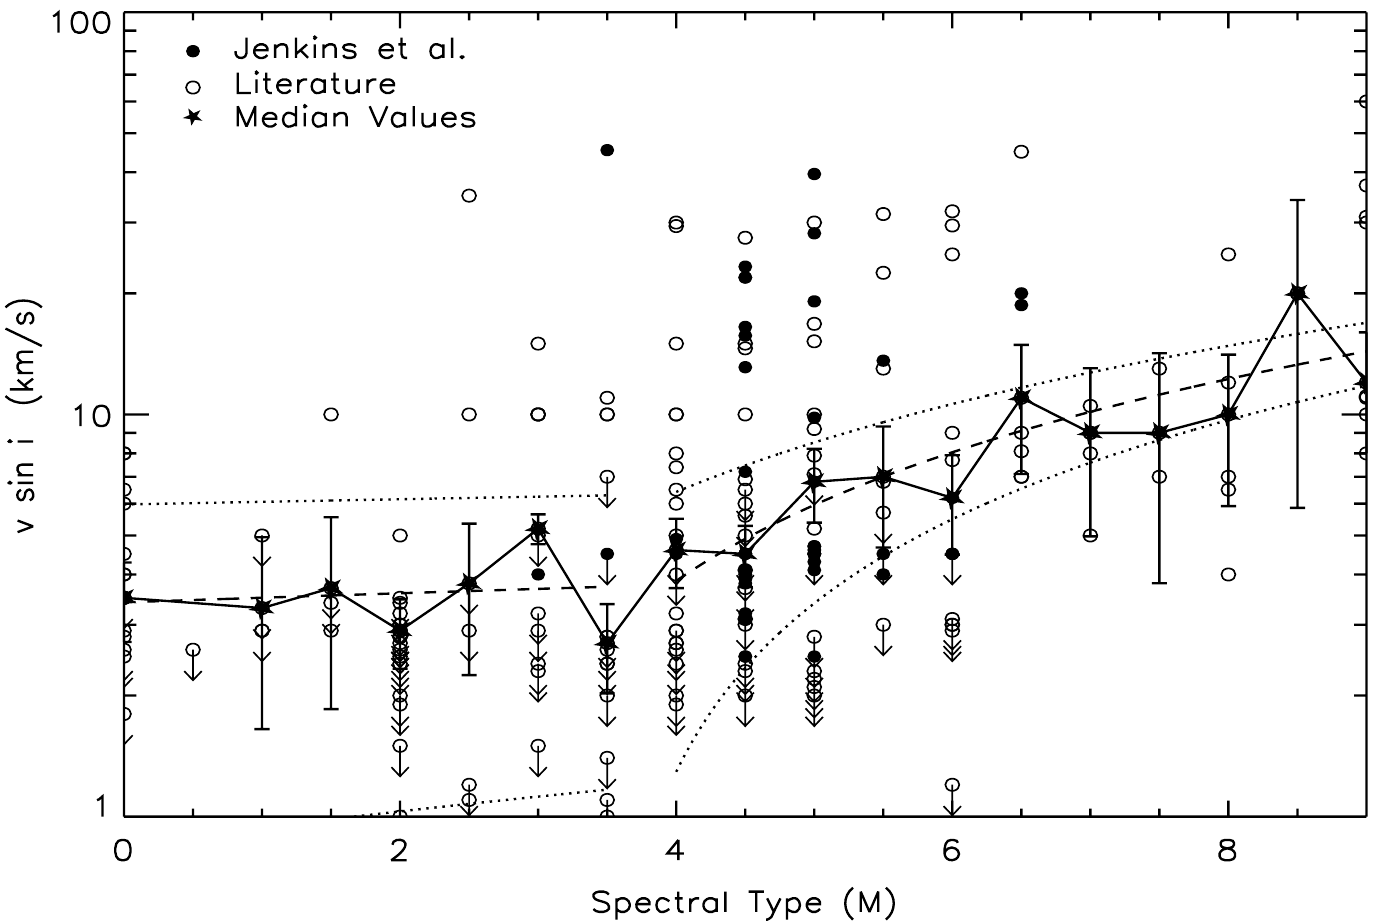 100
Jenkins et al.
Literature
Median Values
10
1
v sin i (km/s)
0 2 4 6 8
Spectral Type (M)